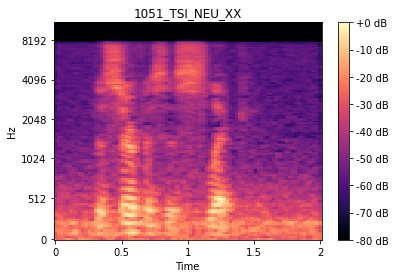 1051_TSI_NEU_XX
+0 dB
8192
-10 dB
4096
-20 dB
-30 dB
2048
Hz
-40 dB
1024
-50 dB
512
-60 dB
-70 dB
0
-80 dB
0 0.5 1 1.5 2
Time